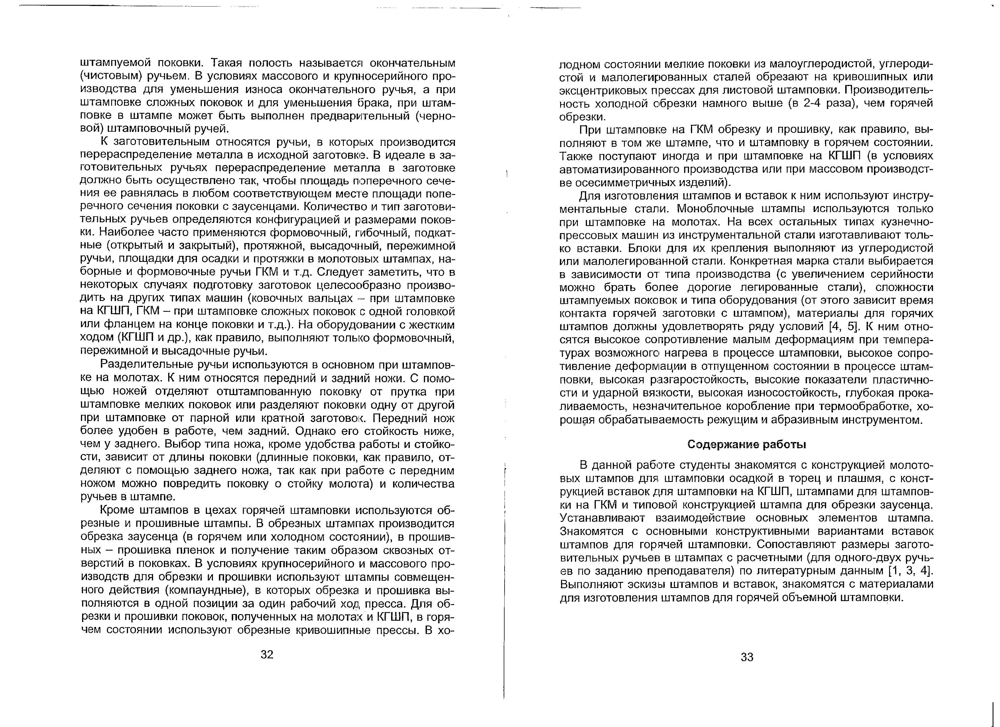 штампуемой поковки. Такая полость называется окончательным
(чистовым) ручьем. В условиях массового и крупносерийного про-
изводства для уменьшения износа окончательного ручья, а при
штамповке сложных поковок и для уменьшения брака, при штам-
повке в штампе может быть выполнен предварительный (черно-
вой) штамповочный ручей.
К заготовительным относятся ручьи, в которых производится
перераспределение металла в исходной заготовке. В идеале в за-
готовительных ручьях перераспределение металла в заготовке
должно быть осуществлено так, чтобы площадь поперечного сече-
ния ее равнялась в любом соответствующем месте площади попе-
речного сечения поковки с заусенцами. Количество и тип заготови-
тельных ручьев определяются конфигурацией и размерами поков-
ки. Наиболее часто применяются формовочный, гибочный, подкат-
ные (открытый и закрытый), протяжной, высадочный, пережимной
ручьи, площадки для осадки и протяжки в молотовых штампах, на-
борные и формовочные ручьи ГКМ и т.д. Следует заметить, что в
некоторых случаях подготовку заготовок целесообразно произво-
дить на других типах машин (ковочных вальцах – при штамповке
на КГШП, ГКМ – при штамповке сложных поковок с одной головкой
или фланцем на конце поковки и т.д.). На оборудовании с жестким
ходом (КГШП и др.), как правило, выполняют только формовочный,
пережимной и высадочные ручьи.
Разделительные ручьи используются в основном при штампов-
ке на молотах. К ним относятся передний и задний ножи. С помо-
щью ножей отделяют отштампованную поковку от прутка при
штамповке мелких поковок или разделяют поковки одну от другой
при штамповке от парной или кратной заготовок. Передний нож
более удобен в работе, чем задний. Однако его стойкость ниже,
чем у заднего. Выбор типа ножа, кроме удобства работы и стойко-
сти, зависит от длины поковки (длинные поковки, как правило, от-
деляют с помощью заднего ножа, так как при работе с передним
ножом можно повредить поковку о стойку молота) и количества
ручьев в штампе.
Кроме штампов в цехах горячей штамповки используются об-
резные и прошивные штампы. В обрезных штампах производится
обрезка заусенца (в горячем или холодном состоянии), в прошив-
ных – прошивка пленок и получение таким образом сквозных от-
верстий в поковках. В условиях крупносерийного и массового про-
изводств для обрезки и прошивки используют штампы совмещен-
ного действия (компаундные), в которых обрезка и прошивка вы-
полняются в одной позиции за один рабочий ход пресса. Для об-
резки и прошивки поковок, полученных на молотах и КГШП, в горя-
чем состоянии используют обрезные кривошипные прессы. В хо-
32
лодном состоянии мелкие поковки из малоуглеродистой, углероди-
стой и малолегированных сталей обрезают на кривошипных или
эксцентриковых прессах для листовой штамповки. Производитель-
ность холодной обрезки намного выше (в 2-4 раза), чем горячей
обрезки.
При штамповке на ГКМ обрезку и прошивку, как правило, вы-
полняют в том же штампе, что и штамповку в горячем состоянии.
Также поступают иногда и при штамповке на КГШП (в условиях
автоматизированного производства или при массовом производст-
ве осесимметричных изделий).
Для изготовления штампов и вставок к ним используют инстру-
ментальные стали. Моноблочные штампы используются только
при штамповке на молотах. На всех остальных типах кузнечно-
прессовых машин из инструментальной стали изготавливают толь-
ко вставки. Блоки для их крепления выполняют из углеродистой
или малолегированной стали. Конкретная марка стали выбирается
в зависимости от типа производства (с увеличением серийности
можно брать более дорогие легированные стали), сложности
штампуемых поковок и типа оборудования (от этого зависит время
контакта горячей заготовки с штампом), материалы для горячих
штампов должны удовлетворять ряду условий [4, 5]. К ним отно-
сятся высокое сопротивление малым деформациям при темпера-
турах возможного нагрева в процессе штамповки, высокое сопро-
тивление деформации в отпущенном состоянии в процессе штам-
повки, высокая разгаростойкость, высокие показатели пластично-
сти и ударной вязкости, высокая износостойкость, глубокая прока-
ливаемость, незначительное коробление при термообработке, хо-
рошая обрабатываемость режущим и абразивным инструментом.
Содержание работы
В данной работе студенты знакомятся с конструкцией молото-
вых штампов для штамповки осадкой в торец и плашмя, с конст-
рукцией вставок для штамповки на КГШП, штампами для штампов-
ки на ГКМ и типовой конструкцией штампа для обрезки заусенца.
Устанавливают взаимодействие основных элементов штампа.
Знакомятся с основными конструктивными вариантами вставок
штампов для горячей штамповки. Сопоставляют размеры загото-
вительных ручьев в штампах с расчетными (для одного-двух ручь-
ев по заданию преподавателя) по литературным данным [1, 3, 4].
Выполняют эскизы штампов и вставок, знакомятся с материалами
для изготовления штампов для горячей объемной штамповки.
33